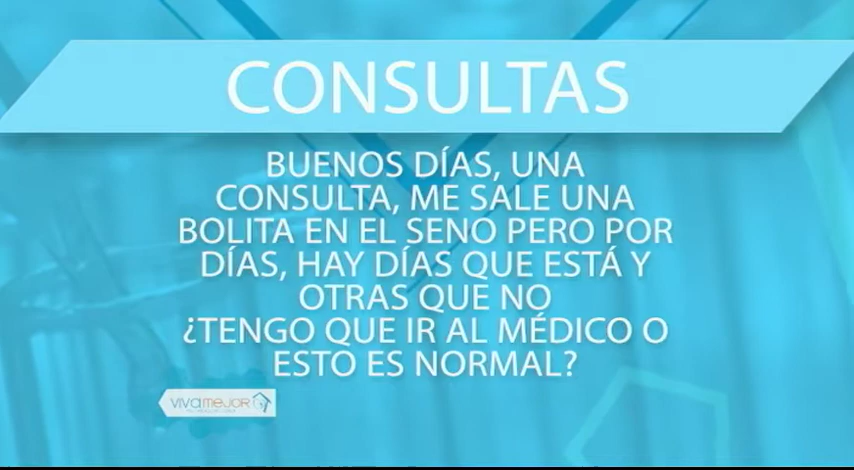 CONSULTAS
BUENOS DÍAS, UNA
CONSULTA, ME SALE UNA
BOLITA EN EL SENO PERO POR
DÍAS, HAY DÍAS QUE ESTÁ Y
OTRAS QUE NO
¿TENGO QUE IR AL MÉDICO O
ESTO ES NORMAL?
vivamejor